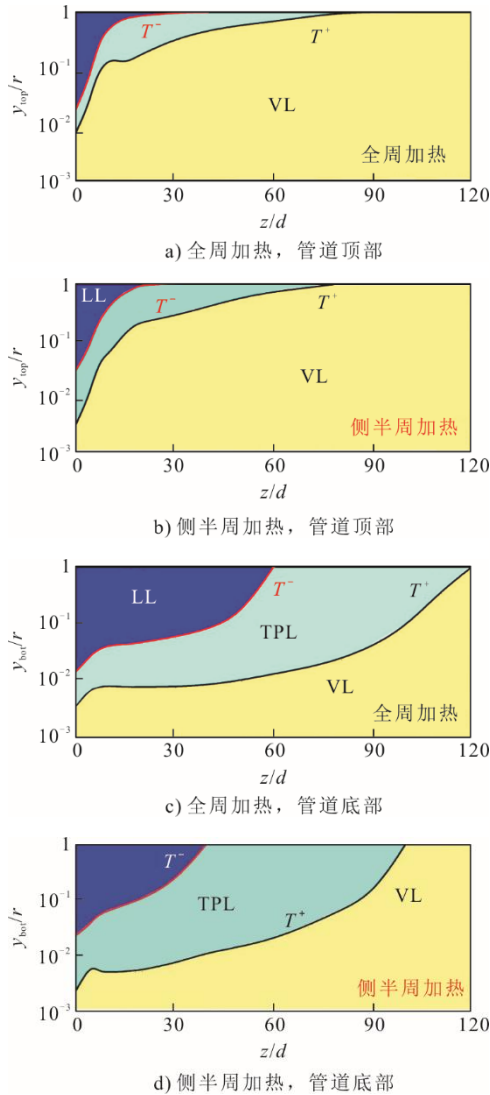 1
T⁻
T⁺
10⁻¹
y_top/r
VL
10⁻²
全周加热
10⁻³
0 30 60 90 120
z/d
a) 全周加热，管道顶部
1
LL
T⁻
T⁺
10⁻¹
y_top/r
VL
10⁻²
侧半周加热
10⁻³
0 30 60 90 120
z/d
b) 侧半周加热，管道顶部
1
LL
T⁻
T⁺
10⁻¹
TPL
y_bot/r
10⁻²
VL
全周加热
10⁻³
0 30 60 90 120
z/d
c) 全周加热，管道底部
1
T⁻
10⁻¹
TPL
T⁺
VL
y_bot/r
10⁻²
侧半周加热
10⁻³
0 30 60 90 120
z/d
d) 侧半周加热，管道底部